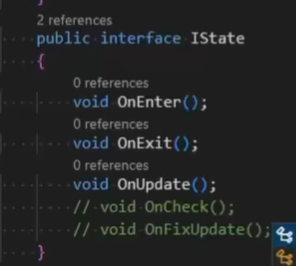 }
2 references
public interface IState
{
0 references
void OnEnter();
0 references
void OnExit();
0 references
void OnUpdate();
// void OnCheck();
// void OnFixUpdate();
}